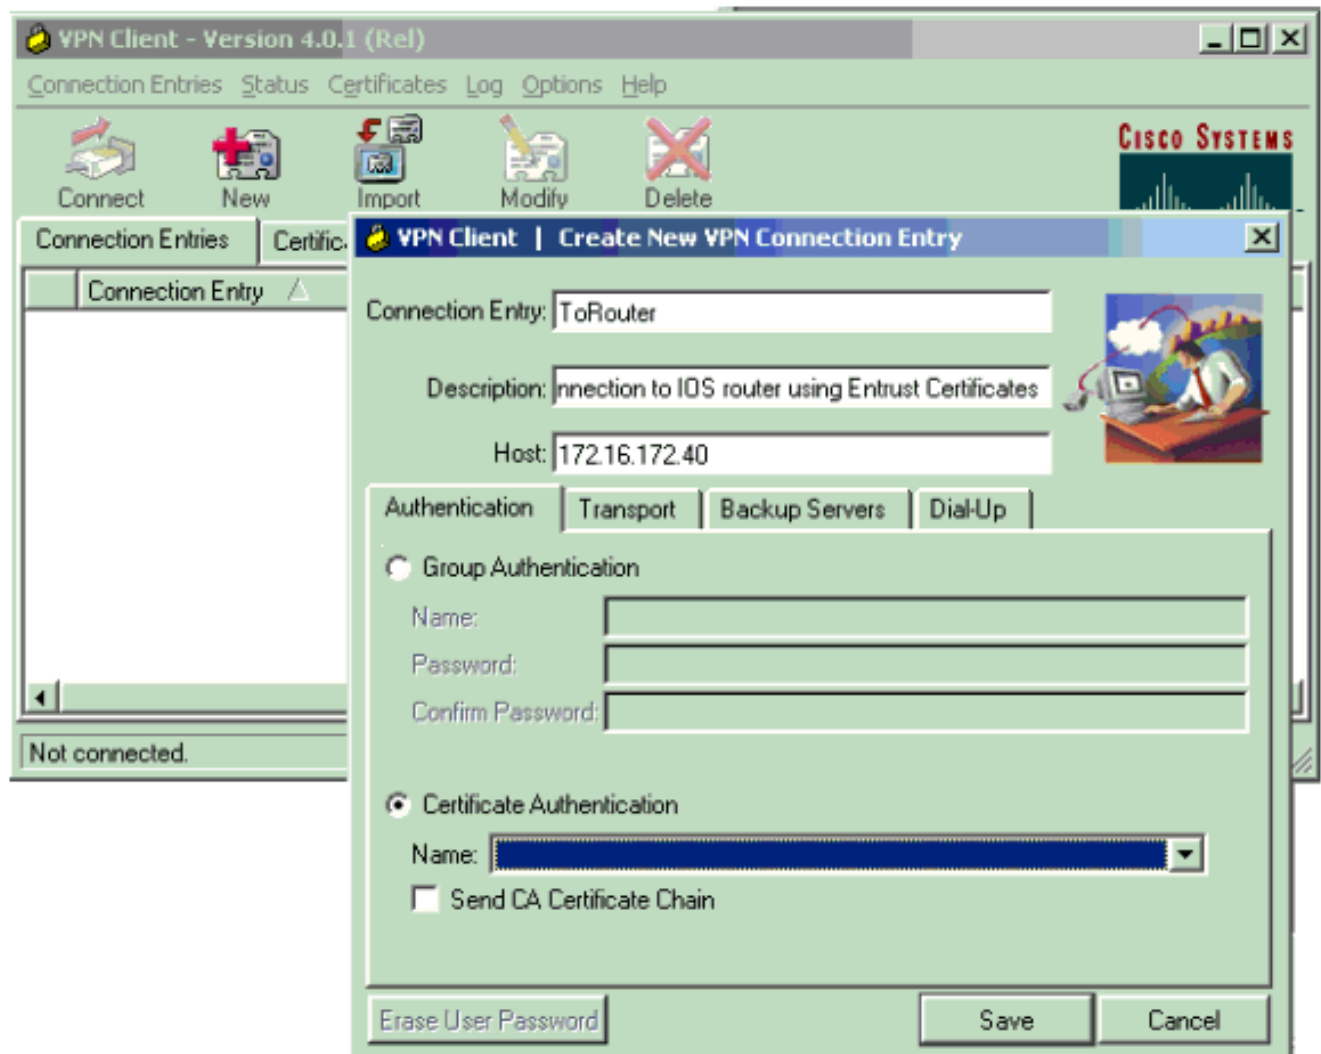 VPN Client - Version 4.0.1 (Rel)
Connection Entries Status Certificates Log Options Help
CISCO SYSTEMS
Connect New Import Modify Delete
Connection Entries Certific
VPN Client | Create New VPN Connection Entry
Connection Entry
Connection Entry: ToRouter
Description: nnection to IOS router using Entrust Certificates
Host: 172.16.172.40
Authentication Transport Backup Servers Dial-Up
Group Authentication
Name:
Password:
Confirm Password:
Not connected.
Certificate Authentication
Name:
Send CA Certificate Chain
Erase User Password Save Cancel